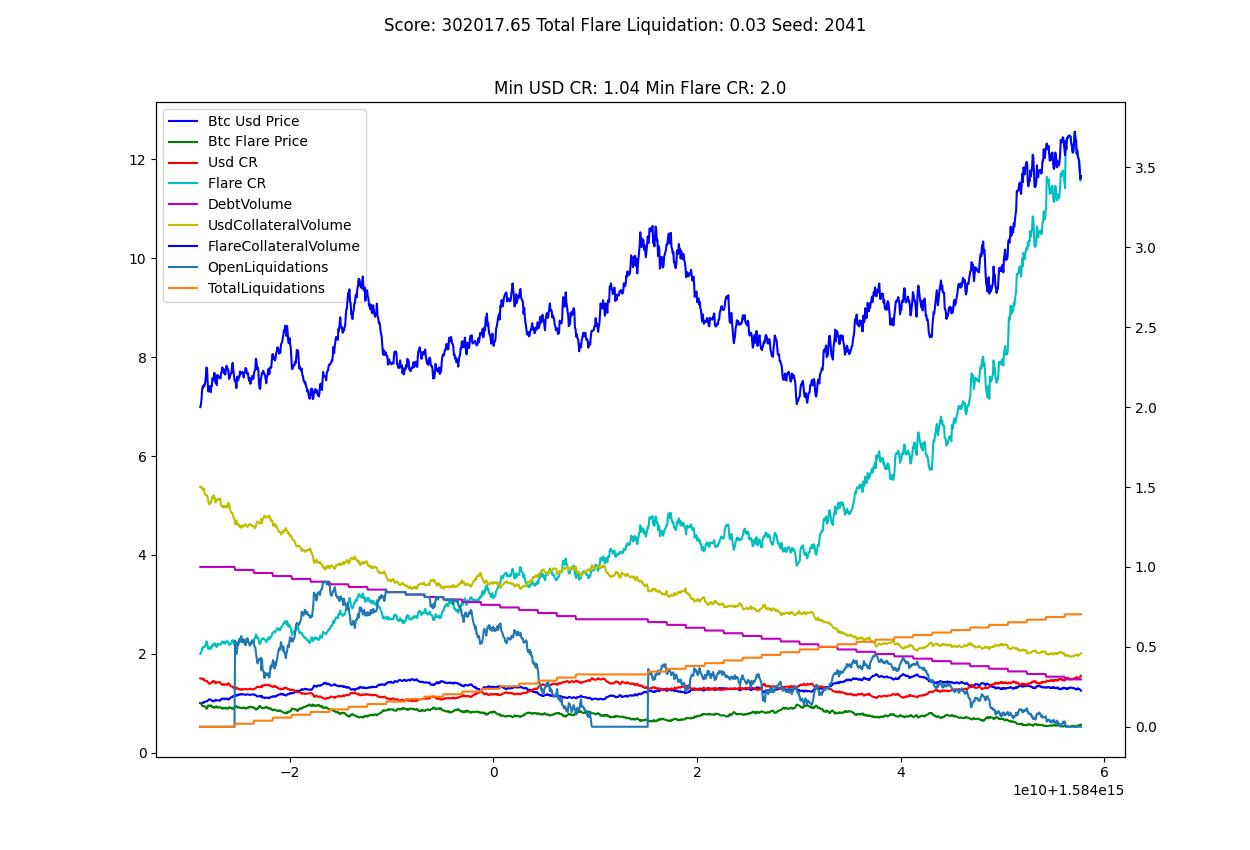 Score: 302017.65 Total Flare Liquidation: 0.03 Seed: 2041
Min USD CR: 1.04 Min Flare CR: 2.0
Btc Usd Price
Btc Flare Price
Usd CR
Flare CR
DebtVolume
UsdCollateralVolume
FlareCollateralVolume
OpenLiquidations
TotalLiquidations
12
10
8
6
4
2
0
3.5
3.0
2.5
2.0
1.5
1.0
0.5
0.0
−2
0
2
4
6
1e10+1.584e15